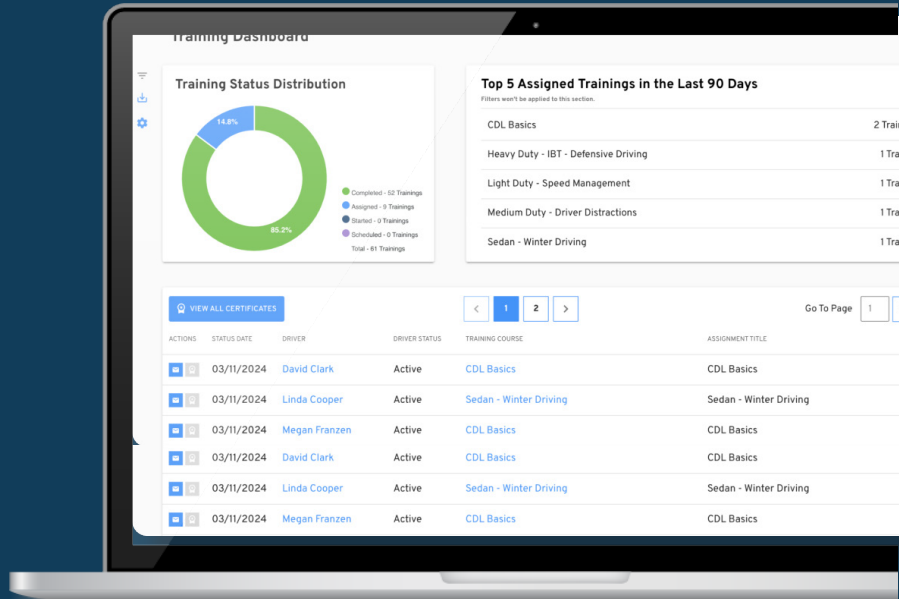 Training Dashboard
Training Status Distribution
14.8%
85.2%
Completed - 52 Trainings
Assigned - 9 Trainings
Started - 0 Trainings
Scheduled - 0 Trainings
Total - 61 Trainings
Top 5 Assigned Trainings in the Last 90 Days
Filters won't be applied to this section.
CDL Basics 2 Trai
Heavy Duty - IBT - Defensive Driving 1 Tra
Light Duty - Speed Management 1 Tra
Medium Duty - Driver Distractions 1 Tra
Sedan - Winter Driving 1 Tra
VIEW ALL CERTIFICATES < 1 2 > Go To Page 1
ACTIONS STATUS DATE DRIVER DRIVER STATUS TRAINING COURSE ASSIGNMENT TITLE
03/11/2024 David Clark Active CDL Basics CDL Basics
03/11/2024 Linda Cooper Active Sedan - Winter Driving Sedan - Winter Driving
03/11/2024 Megan Franzen Active CDL Basics CDL Basics
03/11/2024 David Clark Active CDL Basics CDL Basics
03/11/2024 Linda Cooper Active Sedan - Winter Driving Sedan - Winter Driving
03/11/2024 Megan Franzen Active CDL Basics CDL Basics